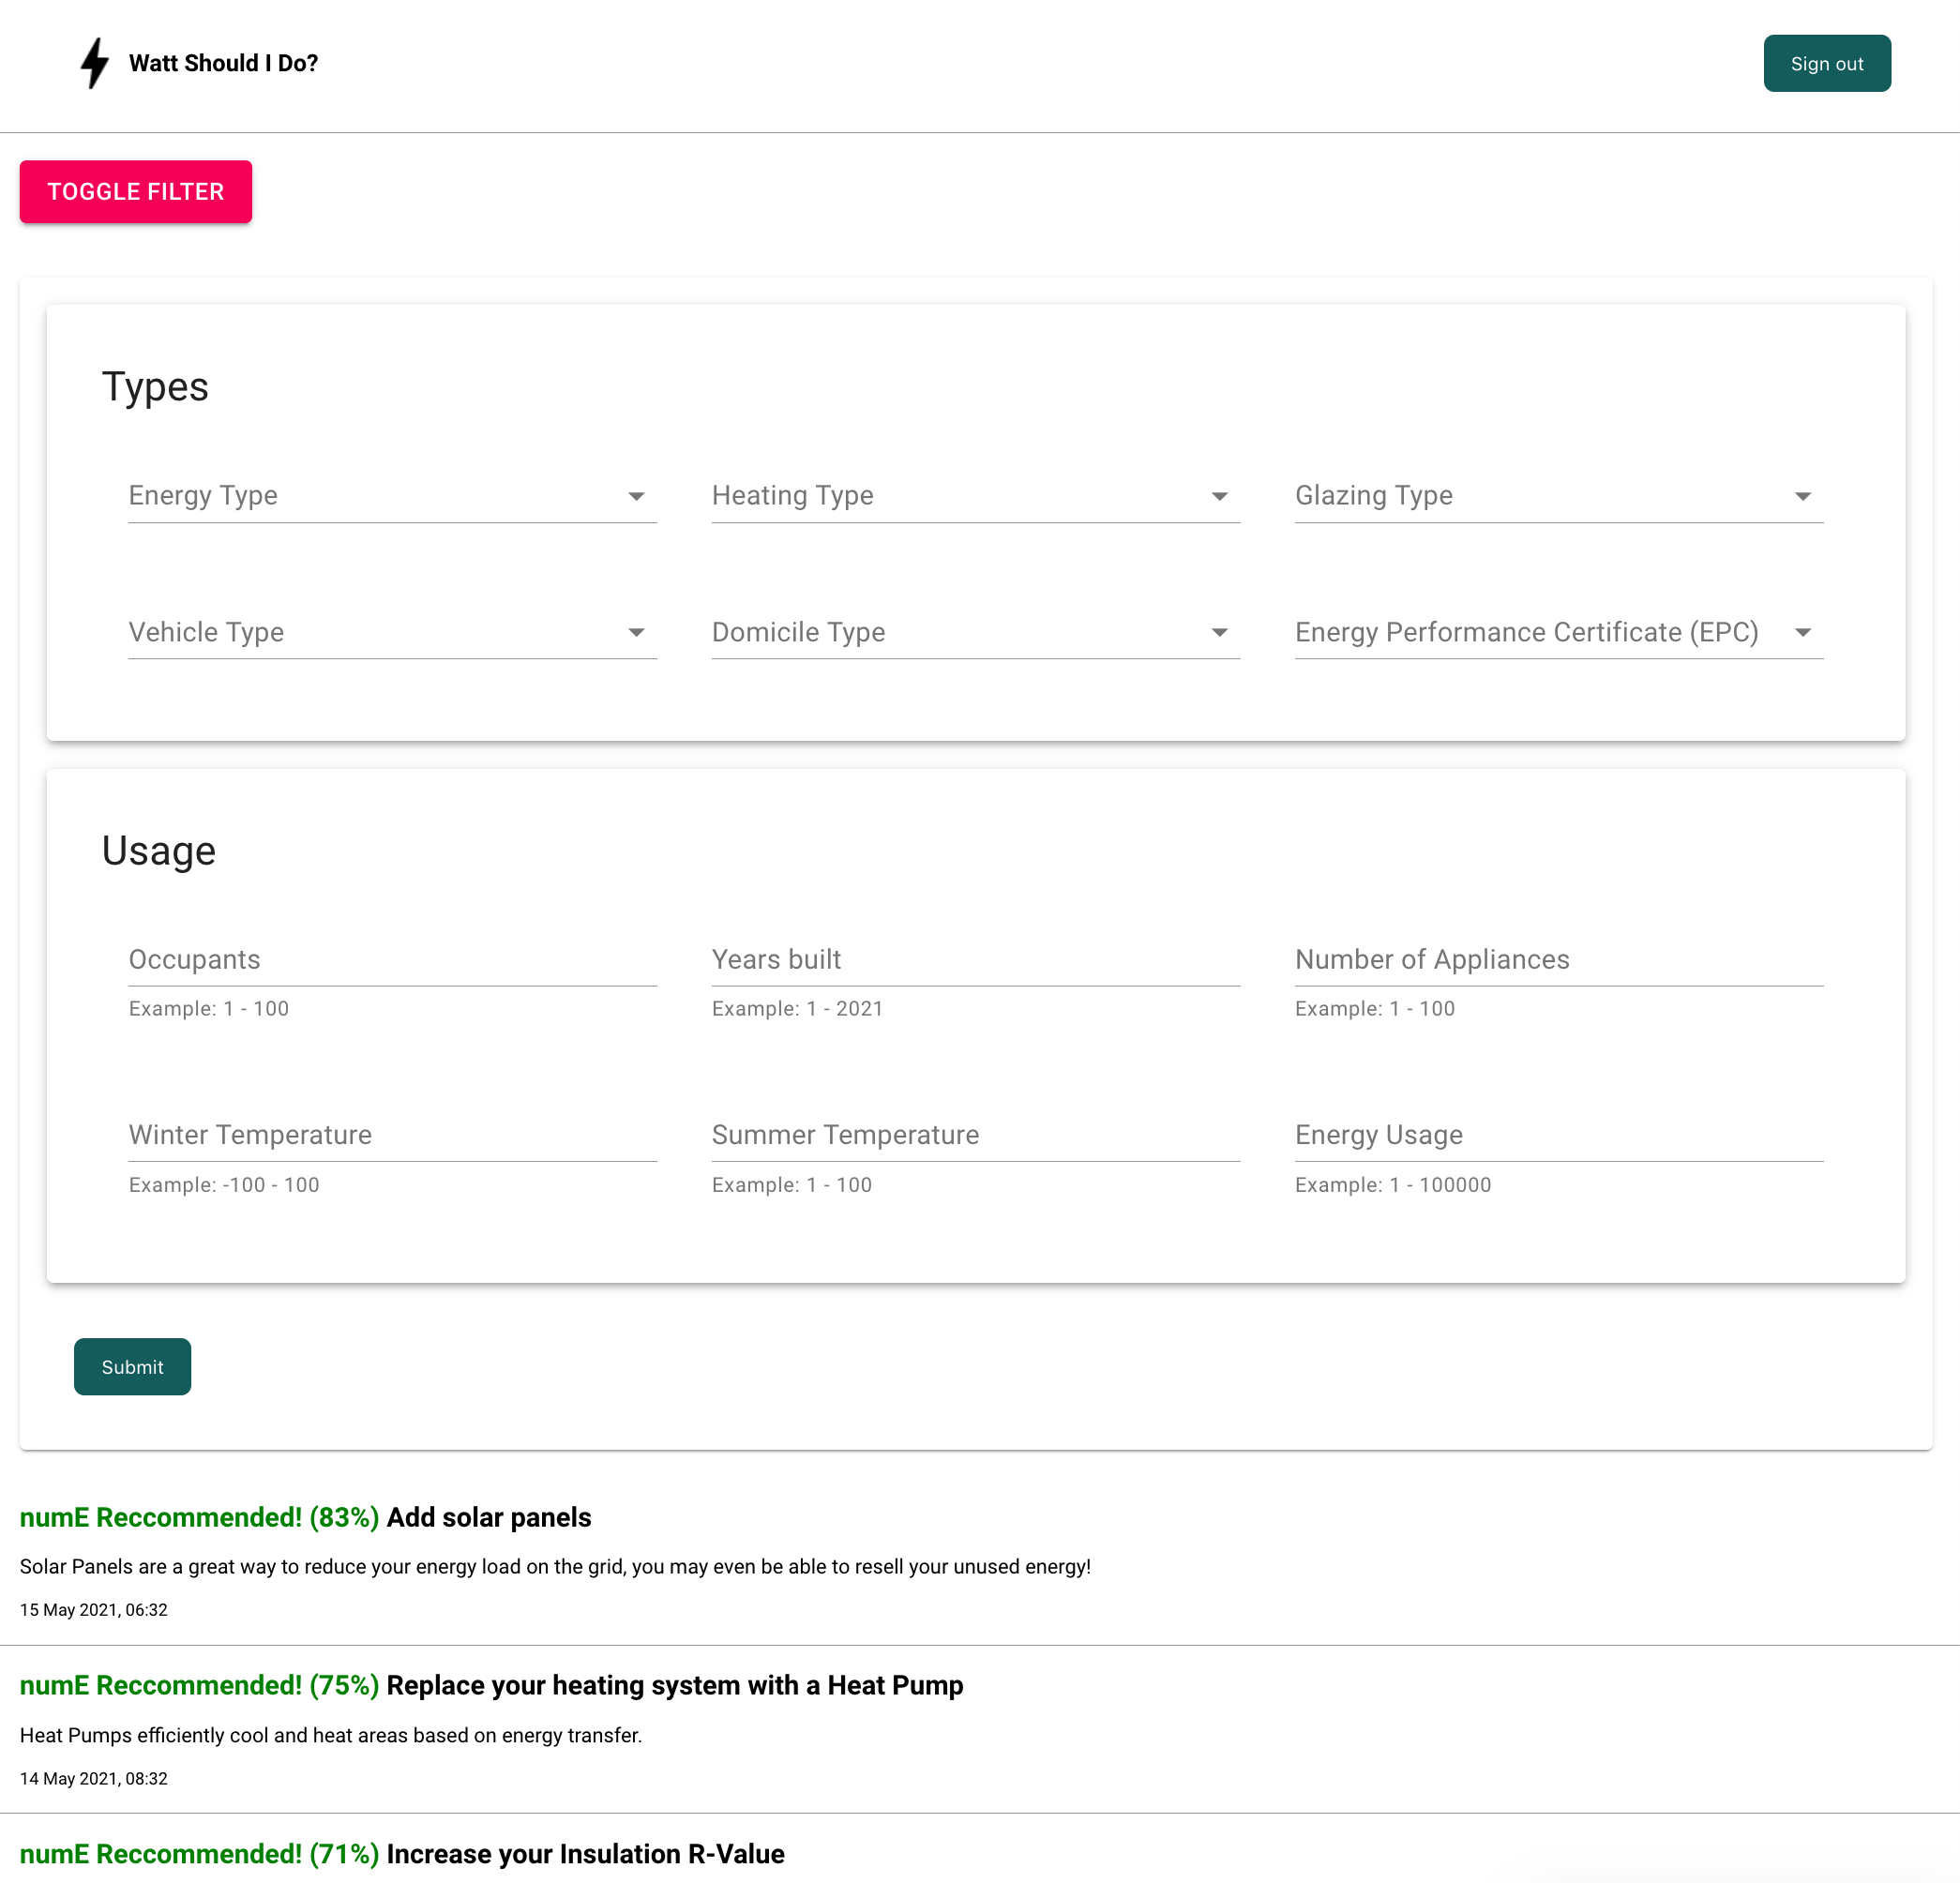 Watt Should I Do?
Sign out
TOGGLE FILTER
Types
Energy Type
Heating Type
Glazing Type
Vehicle Type
Domicile Type
Energy Performance Certificate (EPC)
Usage
Occupants
Years built
Number of Appliances
Example: 1 - 100
Example: 1 - 2021
Example: 1 - 100
Winter Temperature
Summer Temperature
Energy Usage
Example: -100 - 100
Example: 1 - 100
Example: 1 - 100000
Submit
numE Reccommended! (83%) Add solar panels
Solar Panels are a great way to reduce your energy load on the grid, you may even be able to resell your unused energy!
15 May 2021, 06:32
numE Reccommended! (75%) Replace your heating system with a Heat Pump
Heat Pumps efficiently cool and heat areas based on energy transfer.
14 May 2021, 08:32
numE Reccommended! (71%) Increase your Insulation R-Value